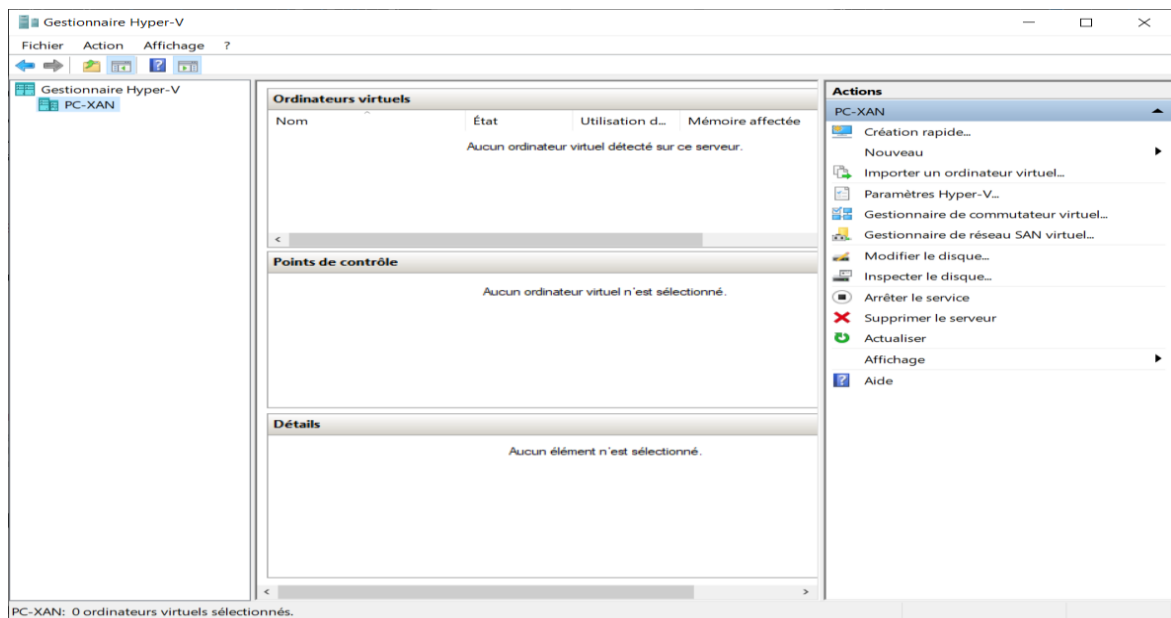 Gestionnaire Hyper-V
Fichier Action Affichage ?
Gestionnaire Hyper-V
PC-XAN
Ordinateurs virtuels
Nom État Utilisation d... Mémoire affectée
Aucun ordinateur virtuel détecté sur ce serveur.
Points de contrôle
Aucun ordinateur virtuel n'est sélectionné.
Détails
Aucun élément n'est sélectionné.
Actions
PC-XAN
Création rapide...
Nouveau
Importer un ordinateur virtuel...
Paramètres Hyper-V...
Gestionnaire de commutateur virtuel...
Gestionnaire de réseau SAN virtuel...
Modifier le disque...
Inspecter le disque...
Arrêter le service
Supprimer le serveur
Actualiser
Affichage
Aide
PC-XAN: 0 ordinateurs virtuels sélectionnés.